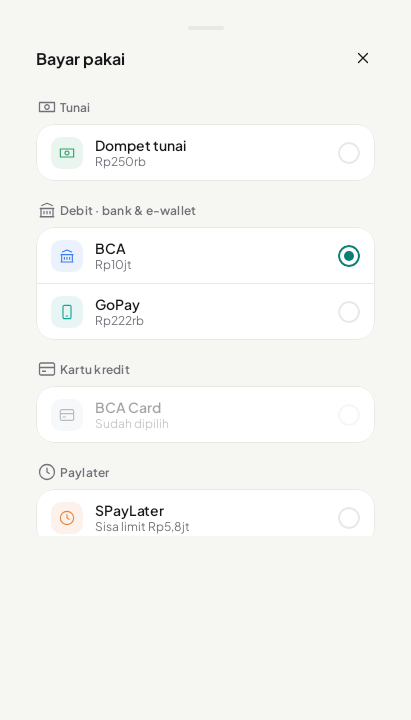 Bayar pakai
Tunai
Dompet tunai
Rp250rb
Debit · bank & e-wallet
BCA
Rp10jt
GoPay
Rp222rb
Kartu kredit
BCA Card
Sudah dipilih
Paylater
SPayLater
Sisa limit Rp5,8jt